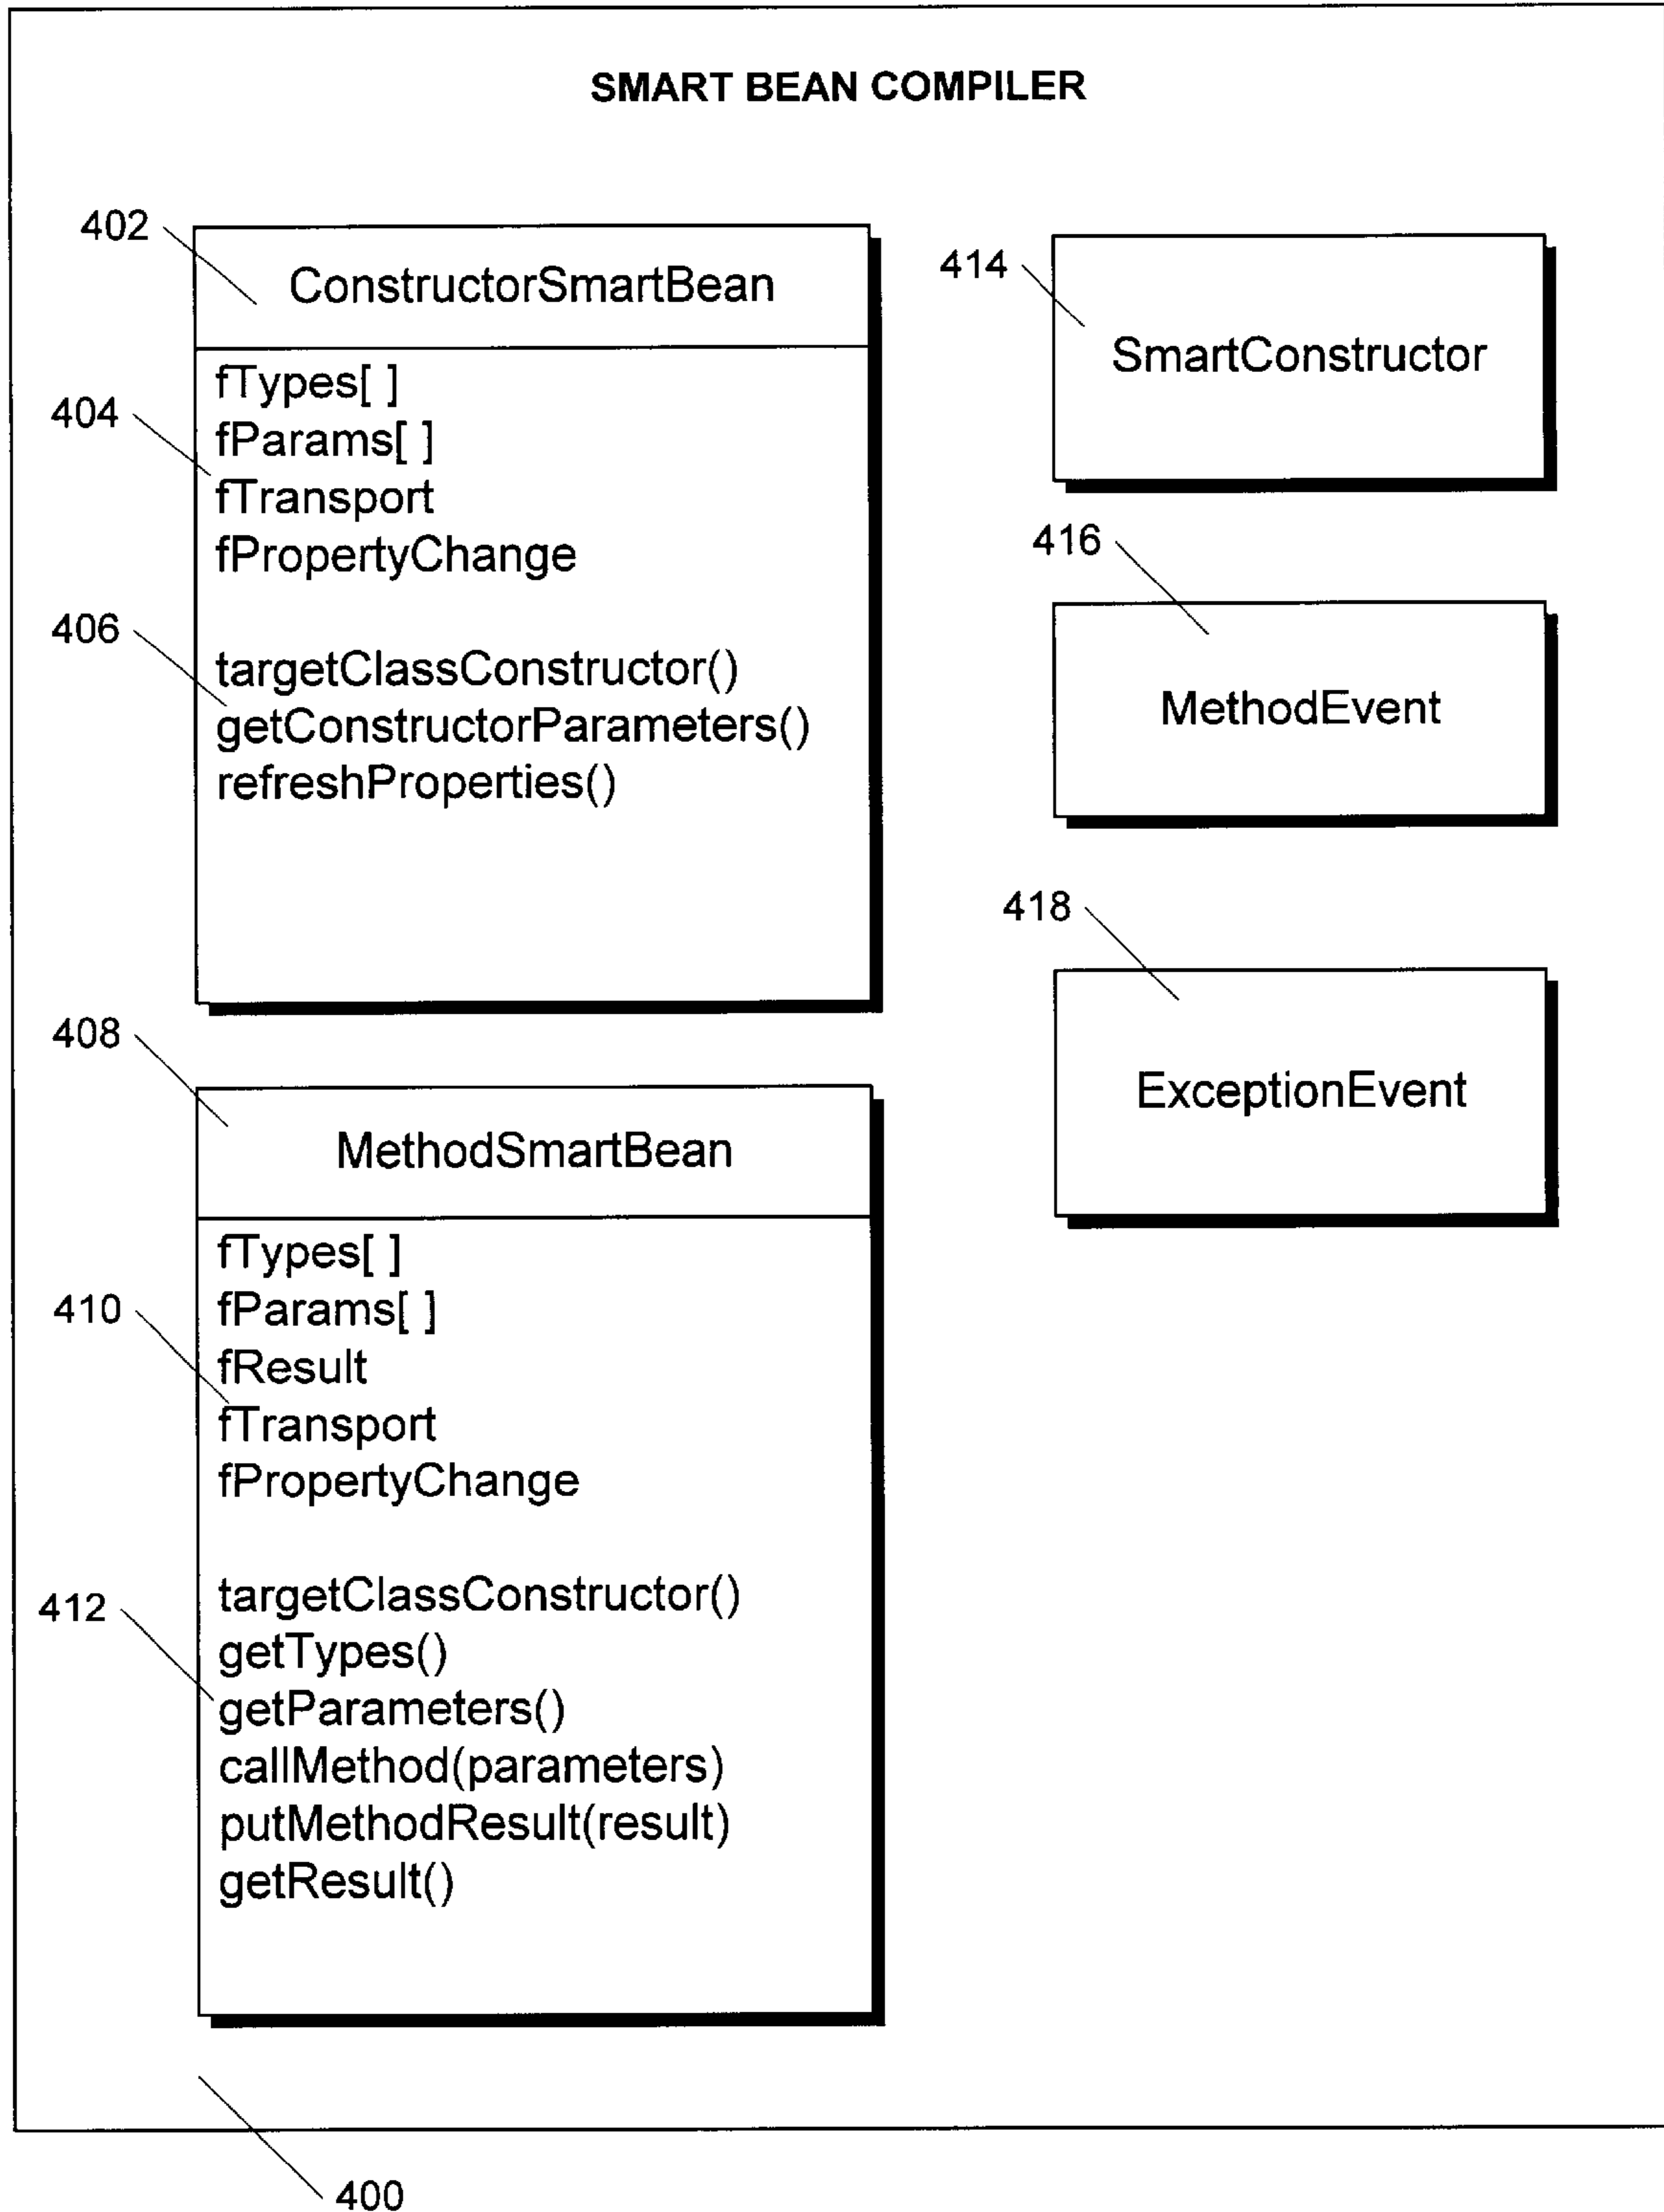 SMART BEAN COMPILER
402
ConstructorSmartBean
404
fTypes[ ]
fParams[ ]
fTransport
fPropertyChange
406
targetClassConstructor()
getConstructorParameters()
refreshProperties()
408
MethodSmartBean
410
fTypes[ ]
fParams[ ]
fResult
fTransport
fPropertyChange
412
targetClassConstructor()
getTypes()
getParameters()
callMethod(parameters)
putMethodResult(result)
getResult()
414
SmartConstructor
416
MethodEvent
418
ExceptionEvent
400